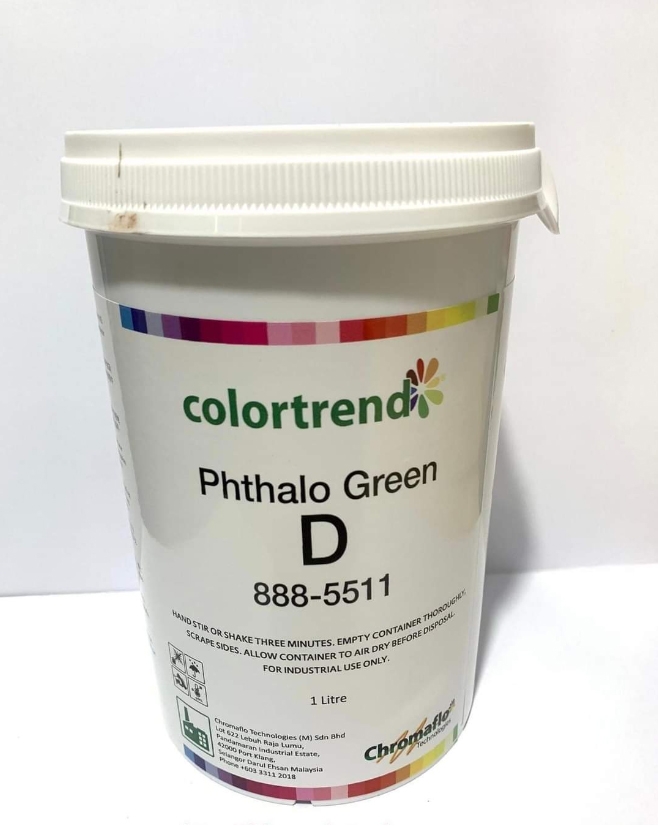 colortrend
Phthalo Green
D
888-5511
HAND STIR OR SHAKE THREE MINUTES. EMPTY CONTAINER THOROUGHLY.
SCRAPE SIDES. ALLOW CONTAINER TO AIR DRY BEFORE DISPOSAL.
FOR INDUSTRIAL USE ONLY.
1 Litre
Chromaflo Technologies (M) Sdn Bhd
Lot 622 Lebuh Raja Lumu,
Pandamaran Industrial Estate,
42000 Port Klang,
Selangor Darul Ehsan Malaysia
Phone +603 3311 2018
Chromaflo
Technologies